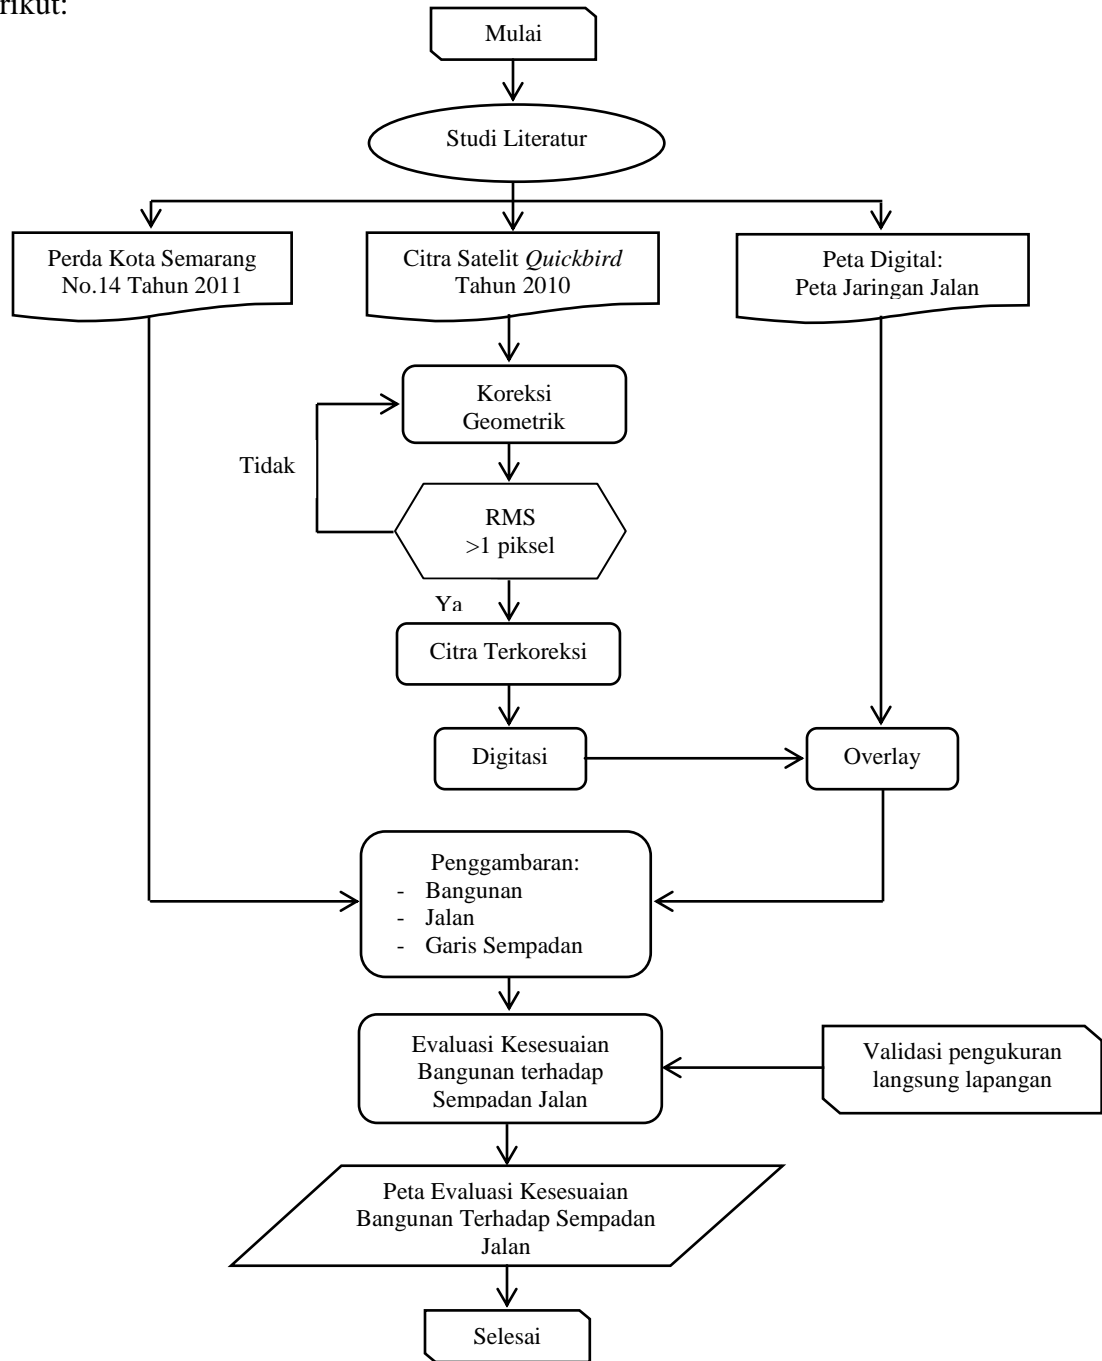 rikut:
Mulai
Studi Literatur
Perda Kota Semarang
No.14 Tahun 2011
Citra Satelit Quickbird
Tahun 2010
Peta Digital:
Peta Jaringan Jalan
Koreksi
Geometrik
Tidak
RMS
>1 piksel
Ya
Citra Terkoreksi
Digitasi
Overlay
Penggambaran:
- Bangunan
- Jalan
- Garis Sempadan
Evaluasi Kesesuaian
Bangunan terhadap
Sempadan Jalan
Validasi pengukuran
langsung lapangan
Peta Evaluasi Kesesuaian
Bangunan Terhadap Sempadan
Jalan
Selesai